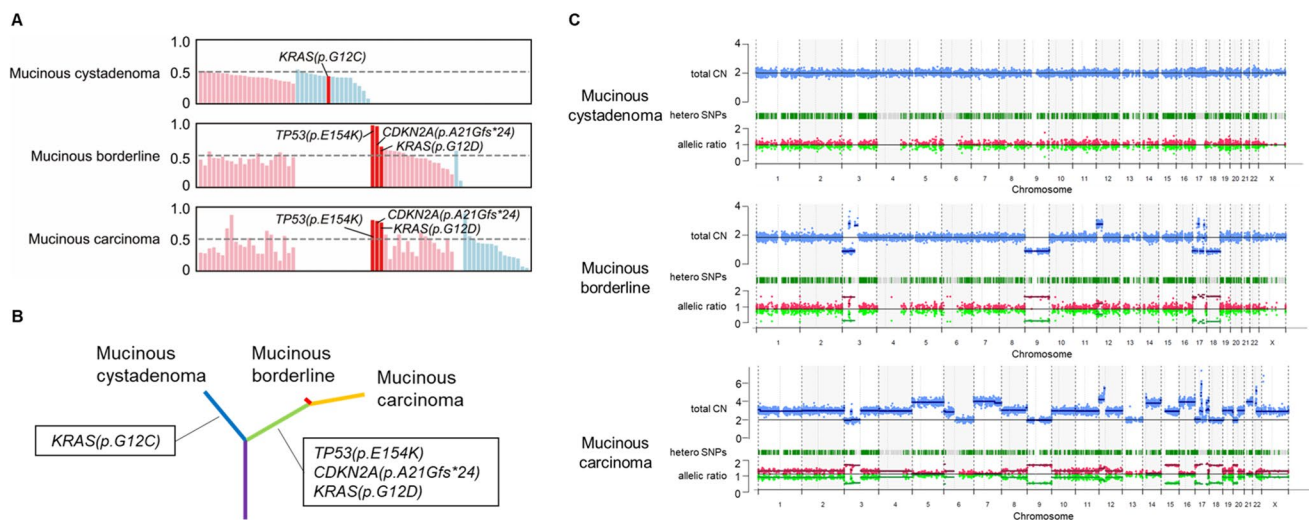 A
1.0
Mucinous cystadenoma
0.5
0
KRAS(p.G12C)
1.0
Mucinous borderline
0.5
0
TP53(p.E154K)
CDKN2A(p.A21Gfs*24)
KRAS(p.G12D)
1.0
Mucinous carcinoma
0.5
0
TP53(p.E154K)
CDKN2A(p.A21Gfs*24)
KRAS(p.G12D)
B
Mucinous
cystadenoma
Mucinous
borderline
Mucinous
carcinoma
KRAS(p.G12C)
TP53(p.E154K)
CDKN2A(p.A21Gfs*24)
KRAS(p.G12D)
C
Mucinous
cystadenoma
4
total CN 2
0
hetero SNPs
2
allelic ratio 1
0
1 2 3 4 5 6 7 8 9 10 11 12 13 14 15 16 17 18 19 20 21 22 X
Chromosome
Mucinous
borderline
4
total CN 2
0
hetero SNPs
2
allelic ratio 1
0
1 2 3 4 5 6 7 8 9 10 11 12 13 14 15 16 17 18 19 20 21 22 X
Chromosome
Mucinous
carcinoma
6
4
total CN
2
0
hetero SNPs
2
allelic ratio 1
0
1 2 3 4 5 6 7 8 9 10 11 12 13 14 15 16 17 18 19 20 21 22 X
Chromosome